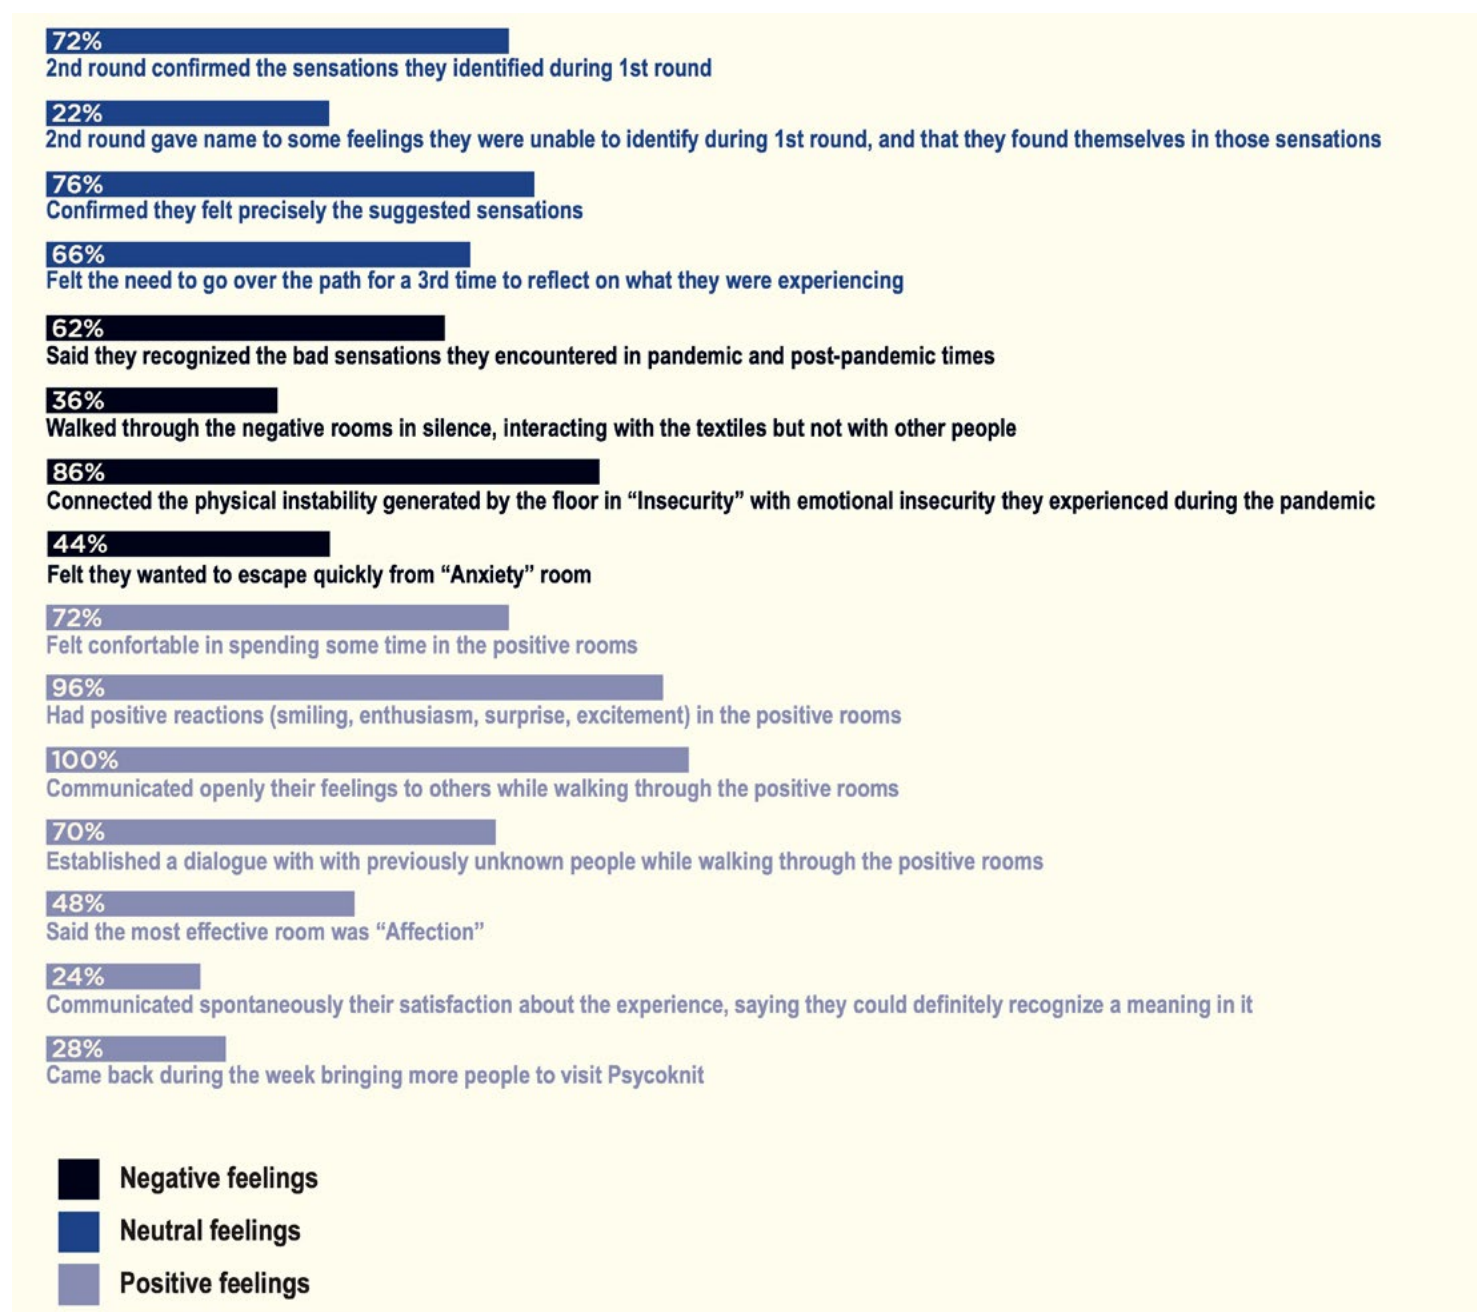 72%
2nd round confirmed the sensations they identified during 1st round
22%
2nd round gave name to some feelings they were unable to identify during 1st round, and that they found themselves in those sensations
76%
Confirmed they felt precisely the suggested sensations
66%
Felt the need to go over the path for a 3rd time to reflect on what they were experiencing
62%
Said they recognized the bad sensations they encountered in pandemic and post-pandemic times
36%
Walked through the negative rooms in silence, interacting with the textiles but not with other people
86%
Connected the physical instability generated by the floor in “Insecurity” with emotional insecurity they experienced during the pandemic
44%
Felt they wanted to escape quickly from “Anxiety” room
72%
Felt confortable in spending some time in the positive rooms
96%
Had positive reactions (smiling, enthusiasm, surprise, excitement) in the positive rooms
100%
Communicated openly their feelings to others while walking through the positive rooms
70%
Established a dialogue with with previously unknown people while walking through the positive rooms
48%
Said the most effective room was “Affection”
24%
Communicated spontaneously their satisfaction about the experience, saying they could definitely recognize a meaning in it
28%
Came back during the week bringing more people to visit Psycoknit
Negative feelings
Neutral feelings
Positive feelings